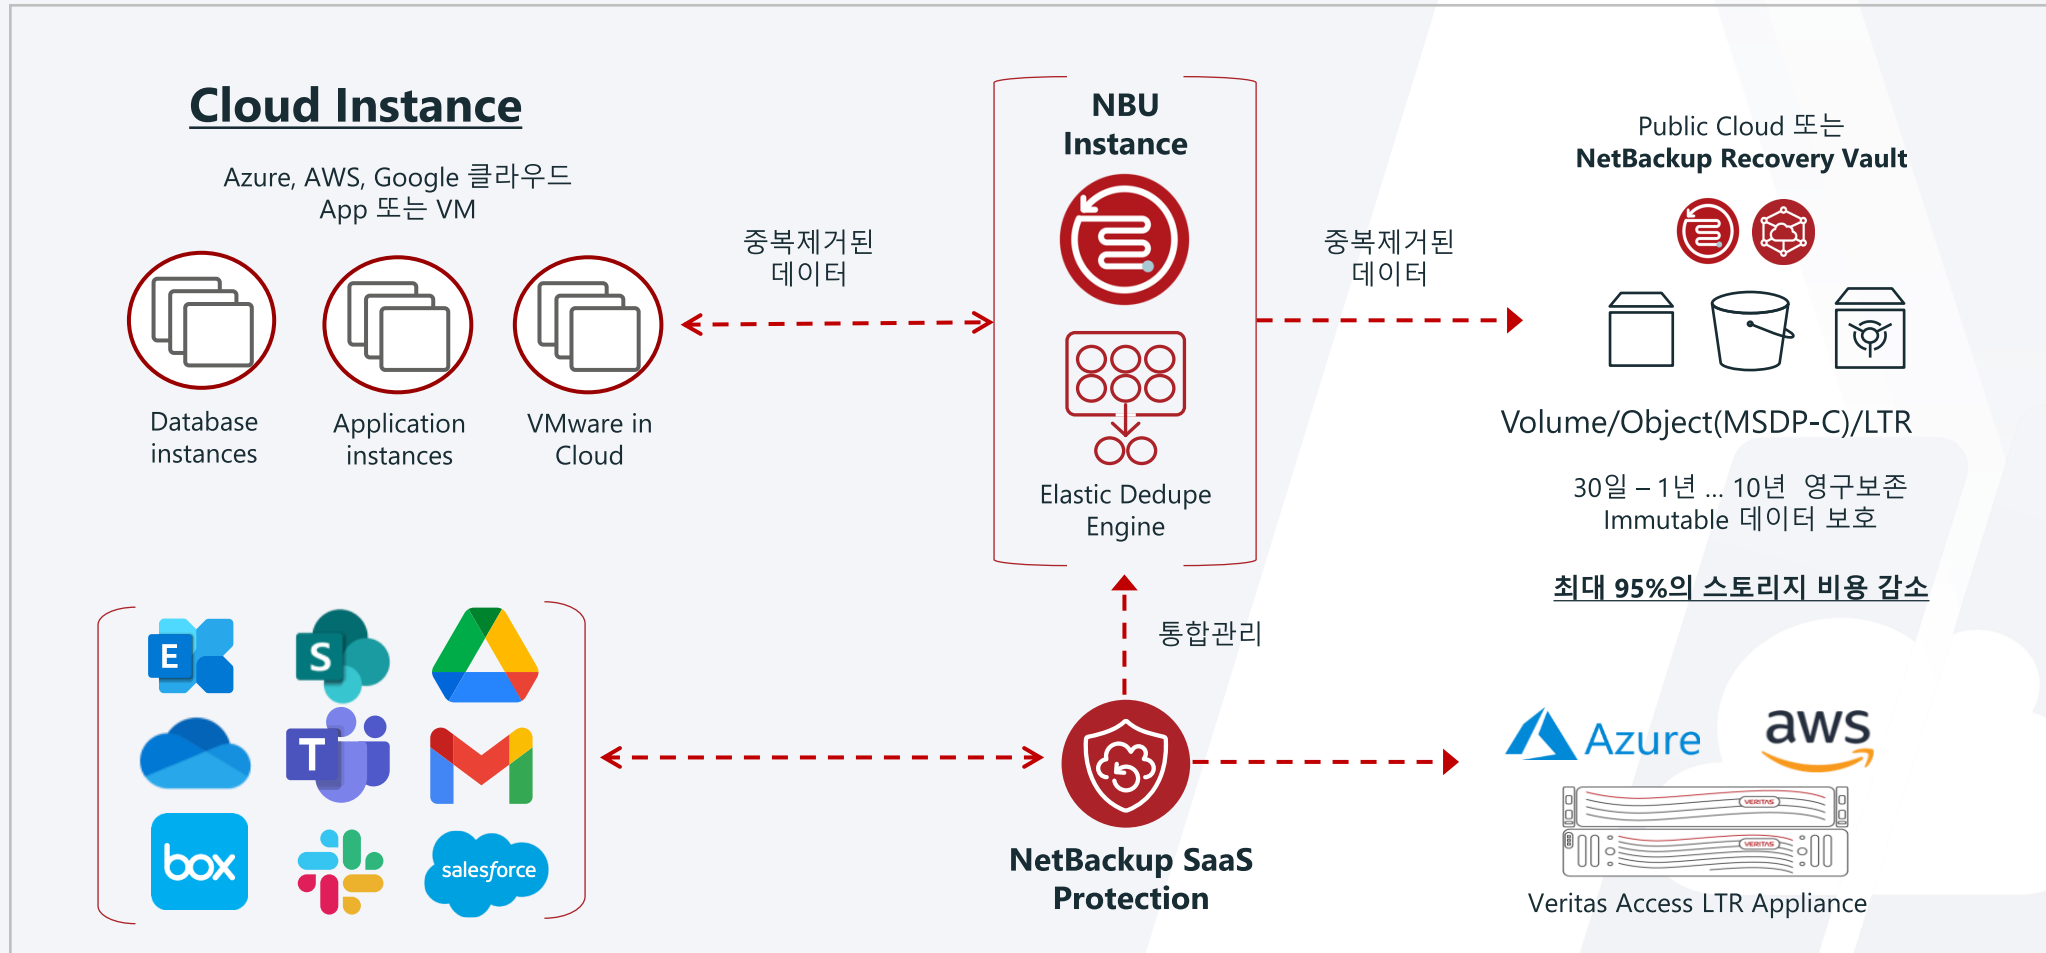 Cloud Instance
Azure, AWS, Google 클라우드
App 또는 VM
Database
instances
Application
instances
VMware in
Cloud
중복제거된
데이터
NBU
Instance
Elastic Dedupe
Engine
중복제거된
데이터
Public Cloud 또는
NetBackup Recovery Vault
Volume/Object(MSDP-C)/LTR
30일 – 1년 ... 10년 영구보존
Immutable 데이터 보호
최대 95%의 스토리지 비용 감소
통합관리
E
S
T
box
salesforce
NetBackup SaaS
Protection
Azure
aws
VERITAS
VERITAS
Veritas Access LTR Appliance